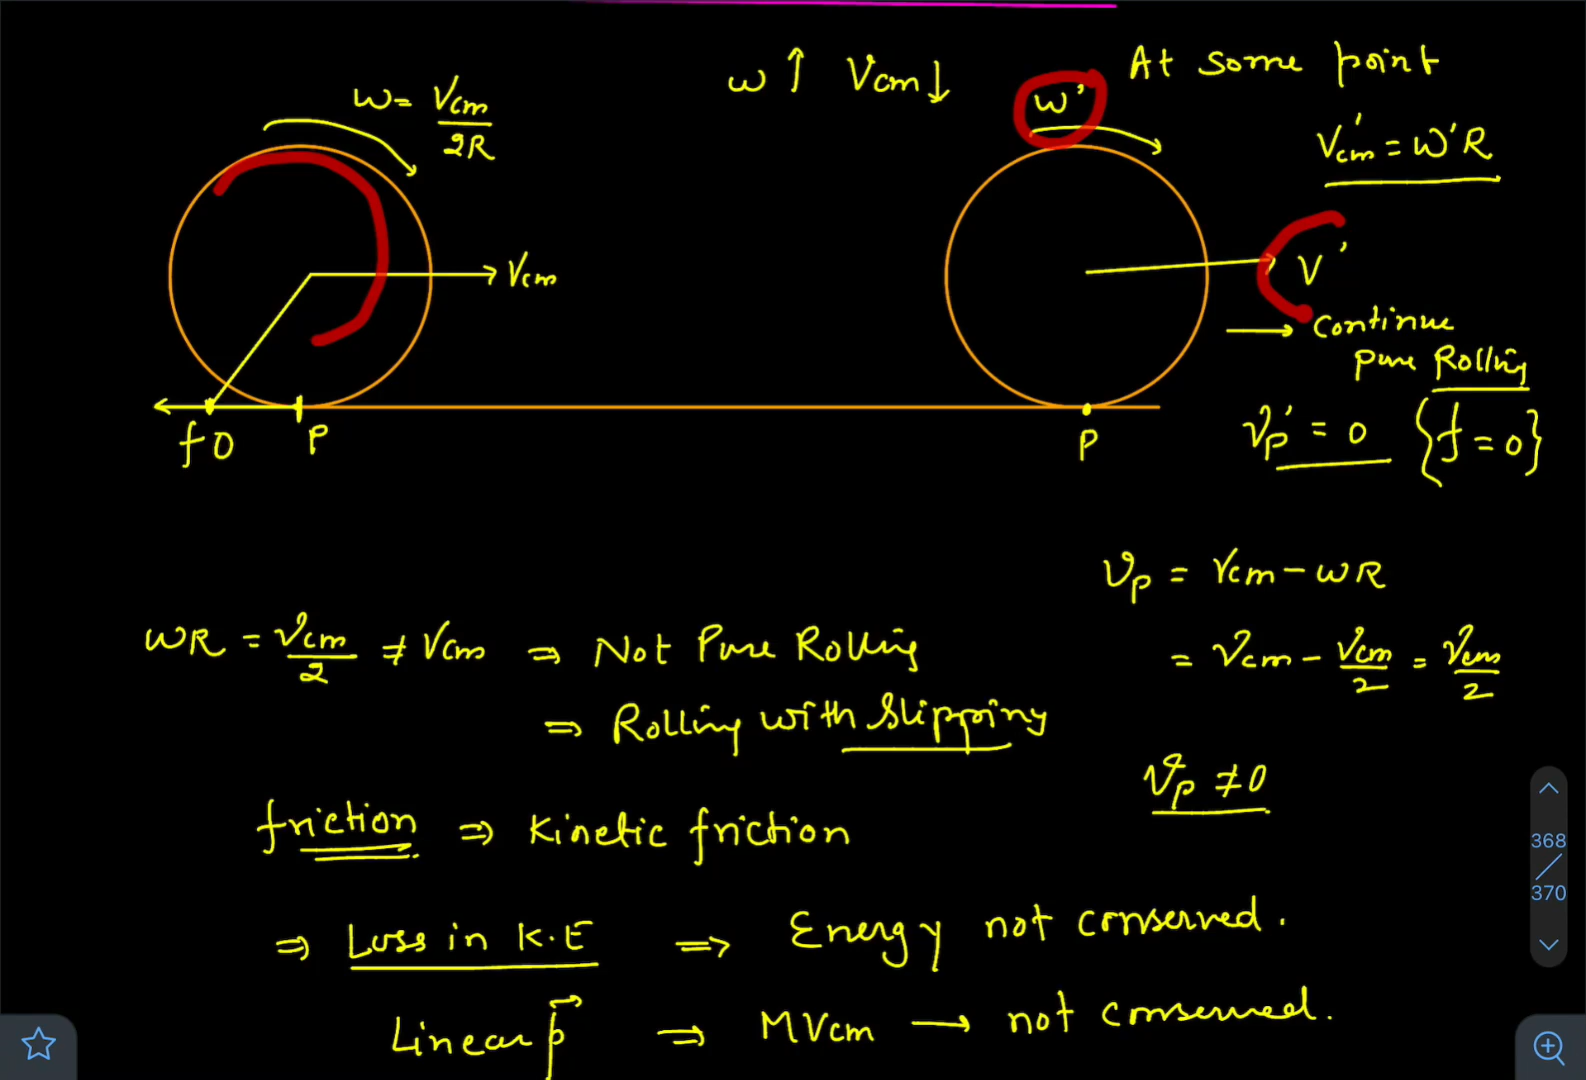 ω = Vcm / 2R
ω ↑ Vcm ↓
At some point
ω'
V'cm = ω'R
Vcm
V'
→ Continue
pure Rolling
f O P
P
Vp' = 0 {f = 0}
Vp = Vcm - ωR
= Vcm - Vcm/2 = Vcm/2
ωR = Vcm/2 ≠ Vcm ⇒ Not Pure Rolling
⇒ Rolling with Slipping
Vp ≠ 0
friction ⇒ Kinetic friction
⇒ Loss in K.E ⇒ Energy not conserved.
Linear p⃗ ⇒ MVcm → not conserved.
368
/
370